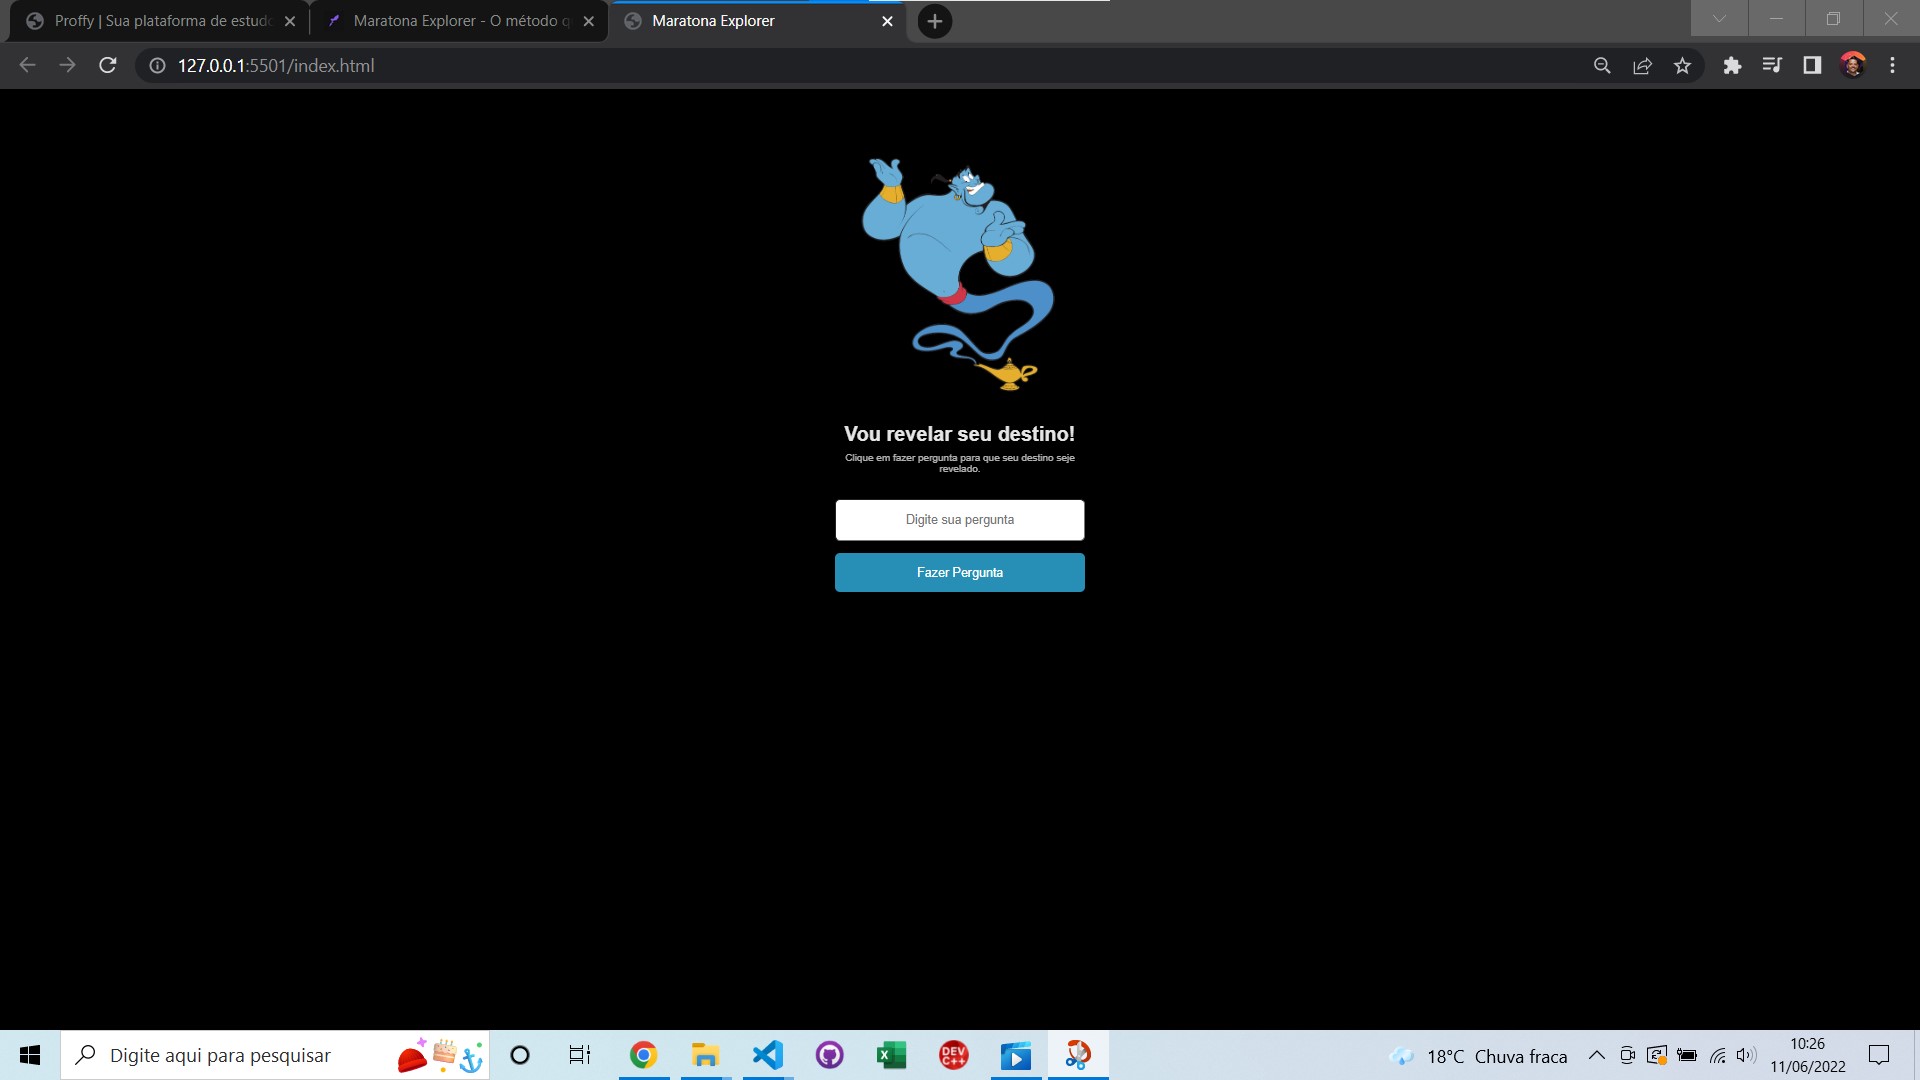 Proffy | Sua plataforma de estud
Maratona Explorer - O método q
Maratona Explorer
127.0.0.1:5501/index.html
Vou revelar seu destino!
Clique em fazer pergunta para que seu destino seje
revelado.
Digite sua pergunta
Fazer Pergunta
Digite aqui para pesquisar
DEV
C++
18°C Chuva fraca
10:26
11/06/2022